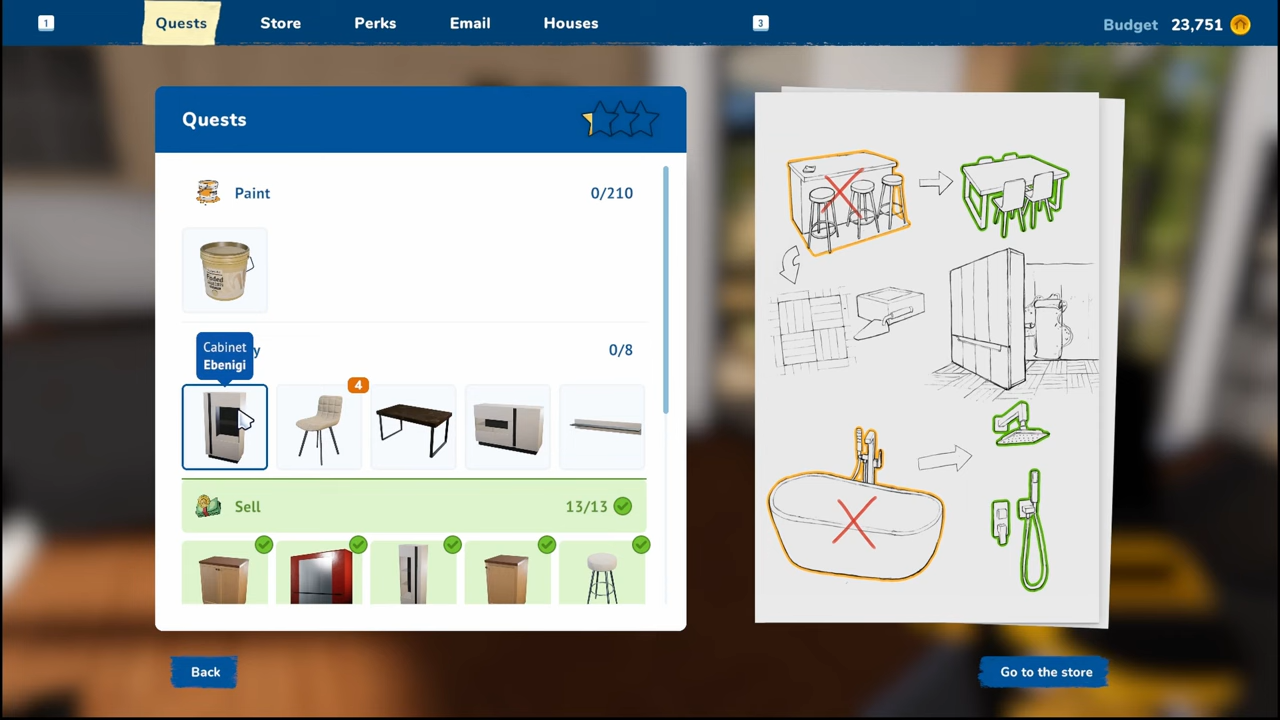 1
Quests
Store
Perks
Email
Houses
3
Budget 23,751
Quests
Paint
0/210
Faded
Cabinet
Ebenigi
y
0/8
4
Sell
13/13
Back
Go to the store